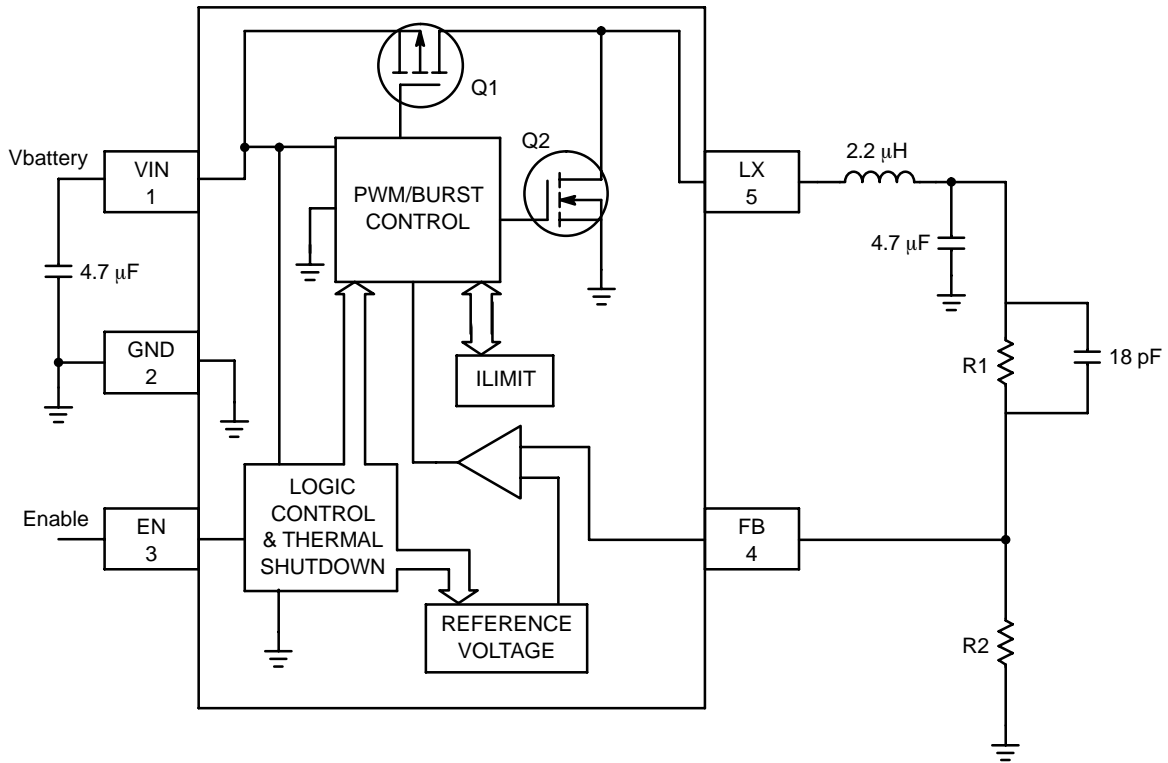 Q1
Q2
Vbattery
VIN
1
PWM/BURST
CONTROL
LX
5
2.2 μH
4.7 μF
4.7 μF
GND
2
ILIMIT
R1
18 pF
Enable
EN
3
LOGIC
CONTROL
& THERMAL
SHUTDOWN
FB
4
REFERENCE
VOLTAGE
R2